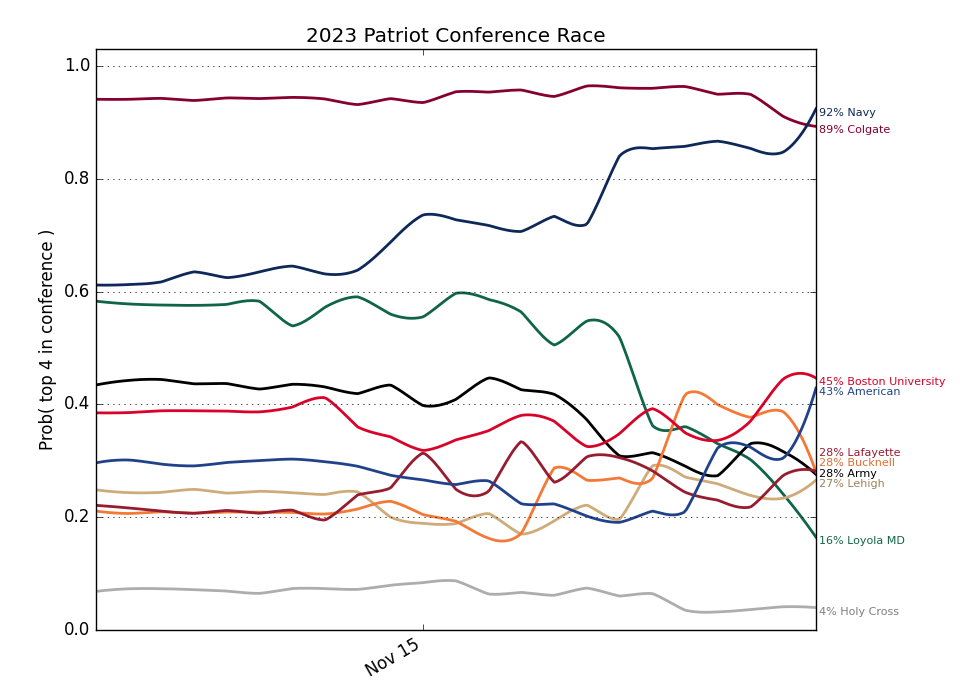 2023 Patriot Conference Race
Prob( top 4 in conference )
1.0
0.8
0.6
0.4
0.2
0.0
Nov 15
92% Navy
89% Colgate
45% Boston University
43% American
28% Lafayette
28% Bucknell
28% Army
27% Lehigh
16% Loyola MD
4% Holy Cross